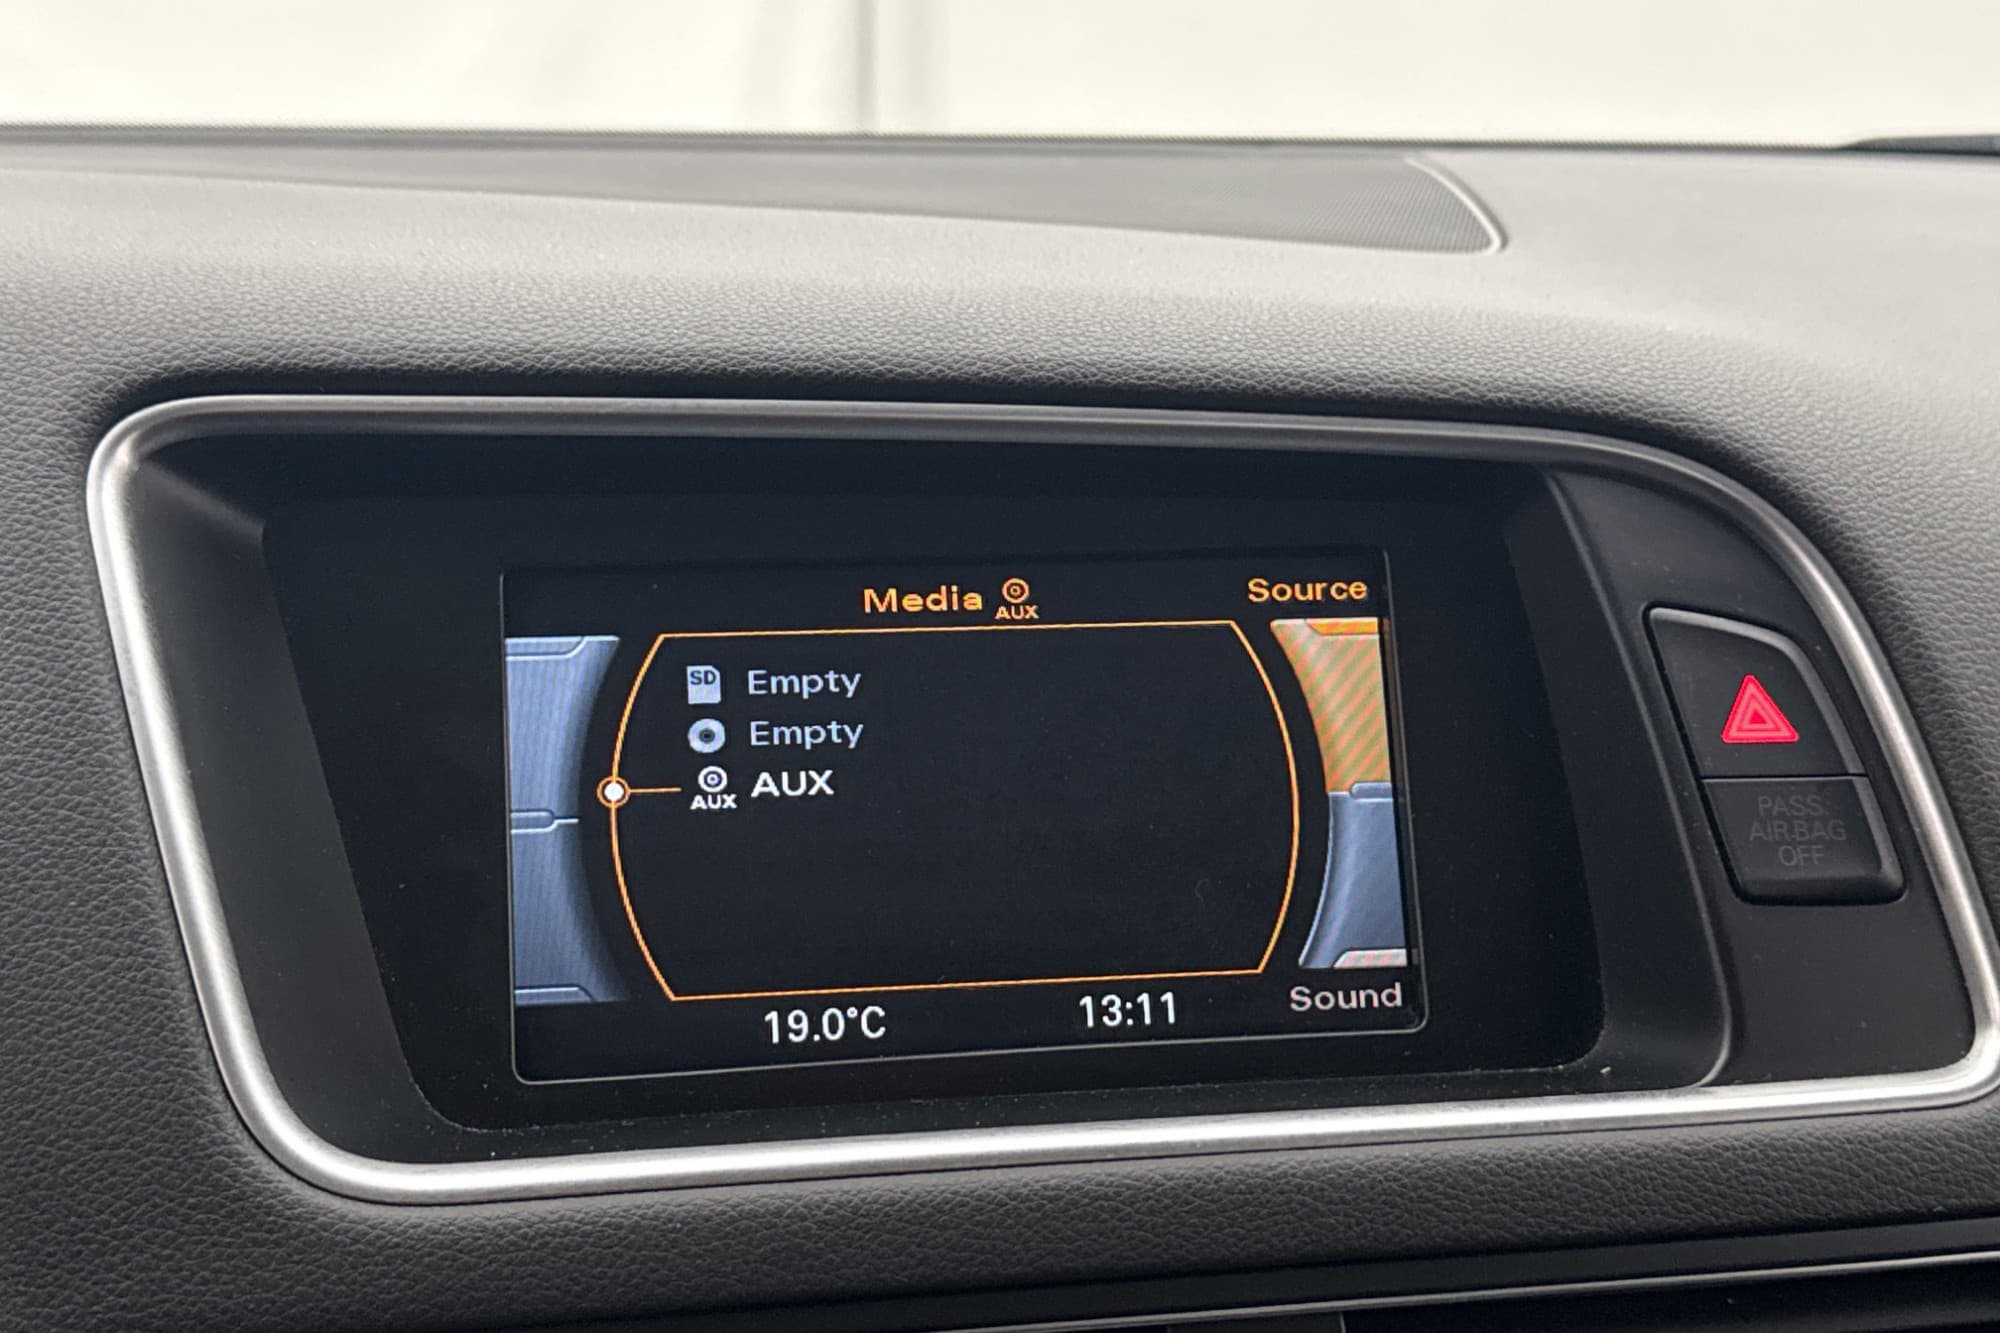 Media AUX
Source
SD Empty
Empty
AUX AUX
19.0°C
13:11
Sound
PASS
AIR BAG
OFF